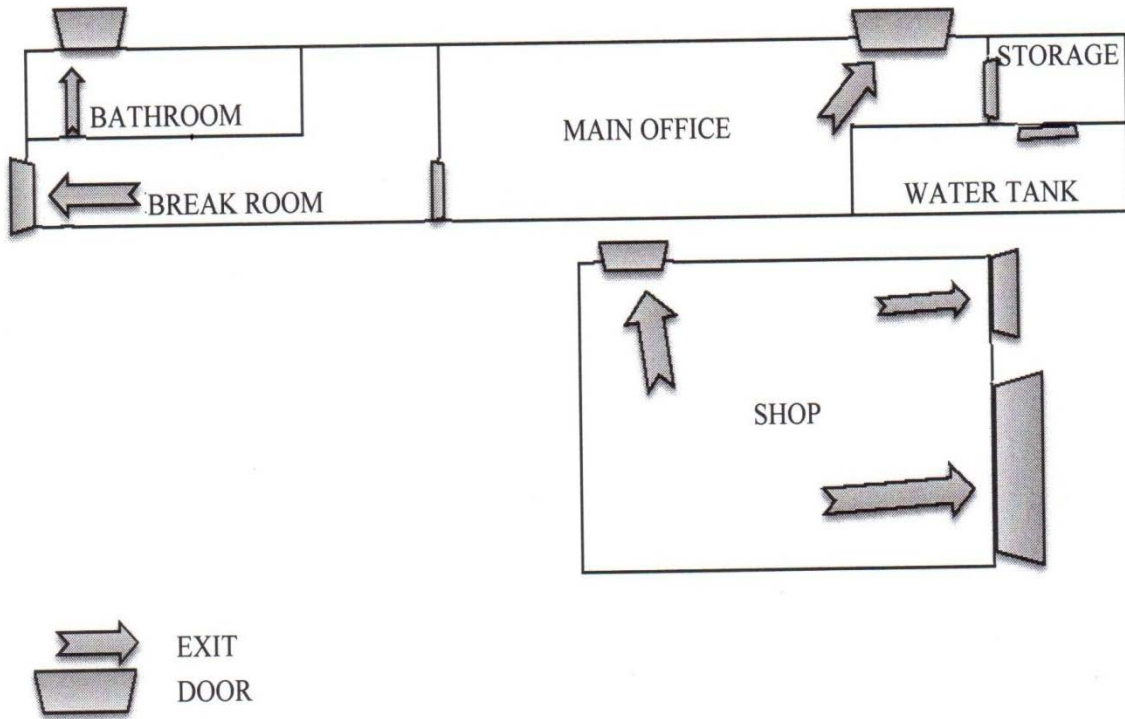 STORAGE
BATHROOM
MAIN OFFICE
BREAK ROOM
WATER TANK
SHOP
EXIT
DOOR